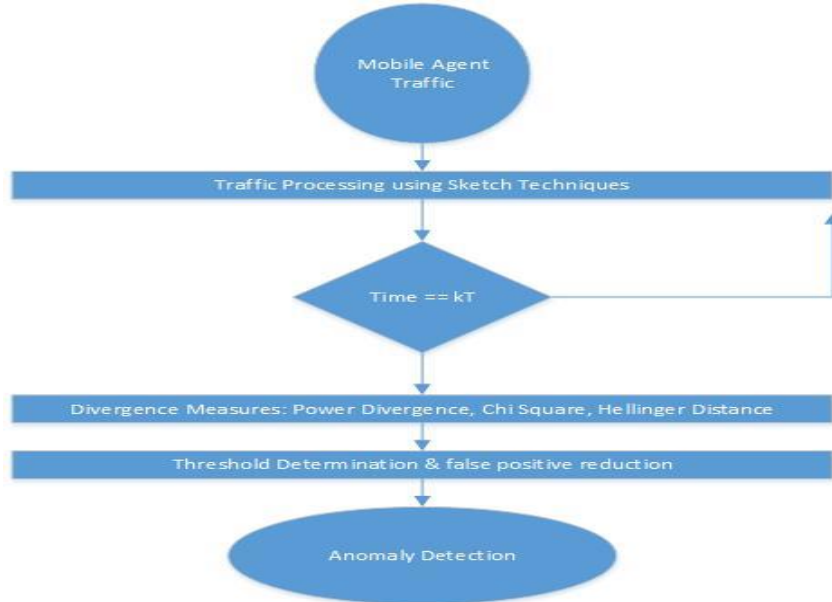 Mobile Agent
Traffic
Traffic Processing using Sketch Techniques
Time == kT
Divergence Measures: Power Divergence, Chi Square, Hellinger Distance
Threshold Determination & false positive reduction
Anomaly Detection